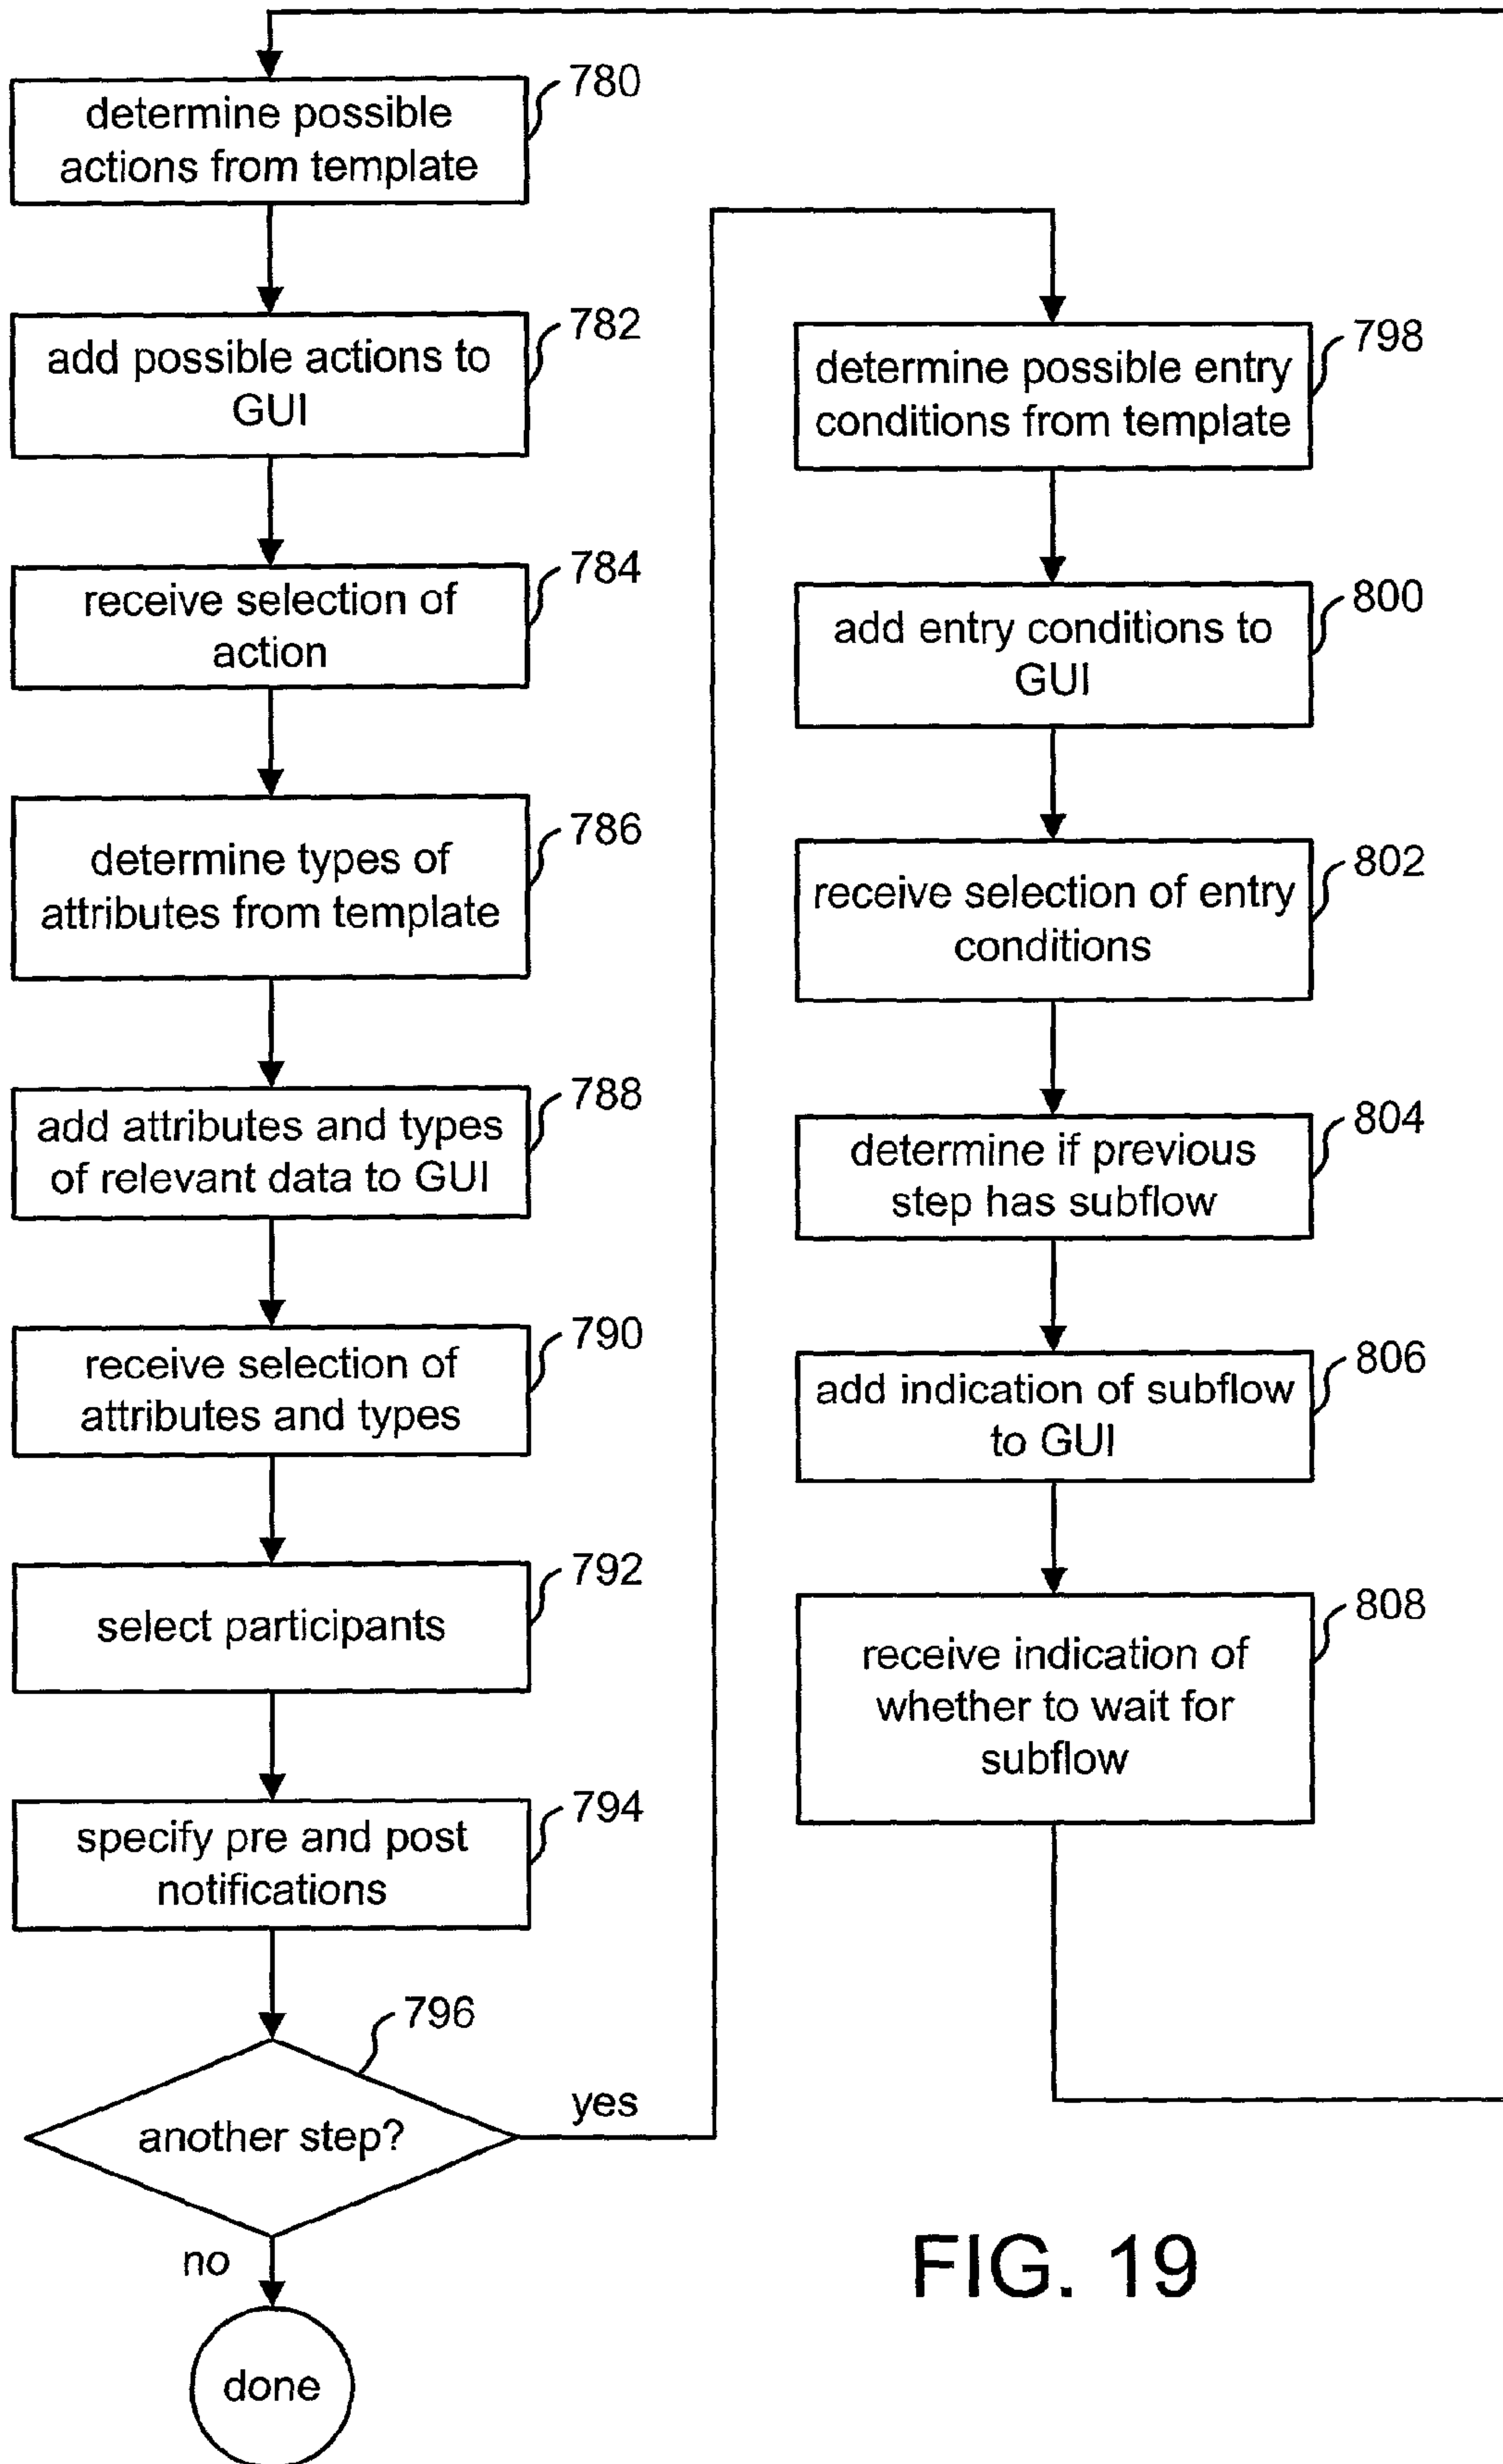 determine possible
actions from template
780
add possible actions to
GUI
782
receive selection of
action
784
determine types of
attributes from template
786
add attributes and types
of relevant data to GUI
788
receive selection of
attributes and types
790
select participants
792
specify pre and post
notifications
794
another step?
796
yes
no
done
determine possible entry
conditions from template
798
add entry conditions to
GUI
800
receive selection of entry
conditions
802
determine if previous
step has subflow
804
add indication of subflow
to GUI
806
receive indication of
whether to wait for
subflow
808
FIG. 19